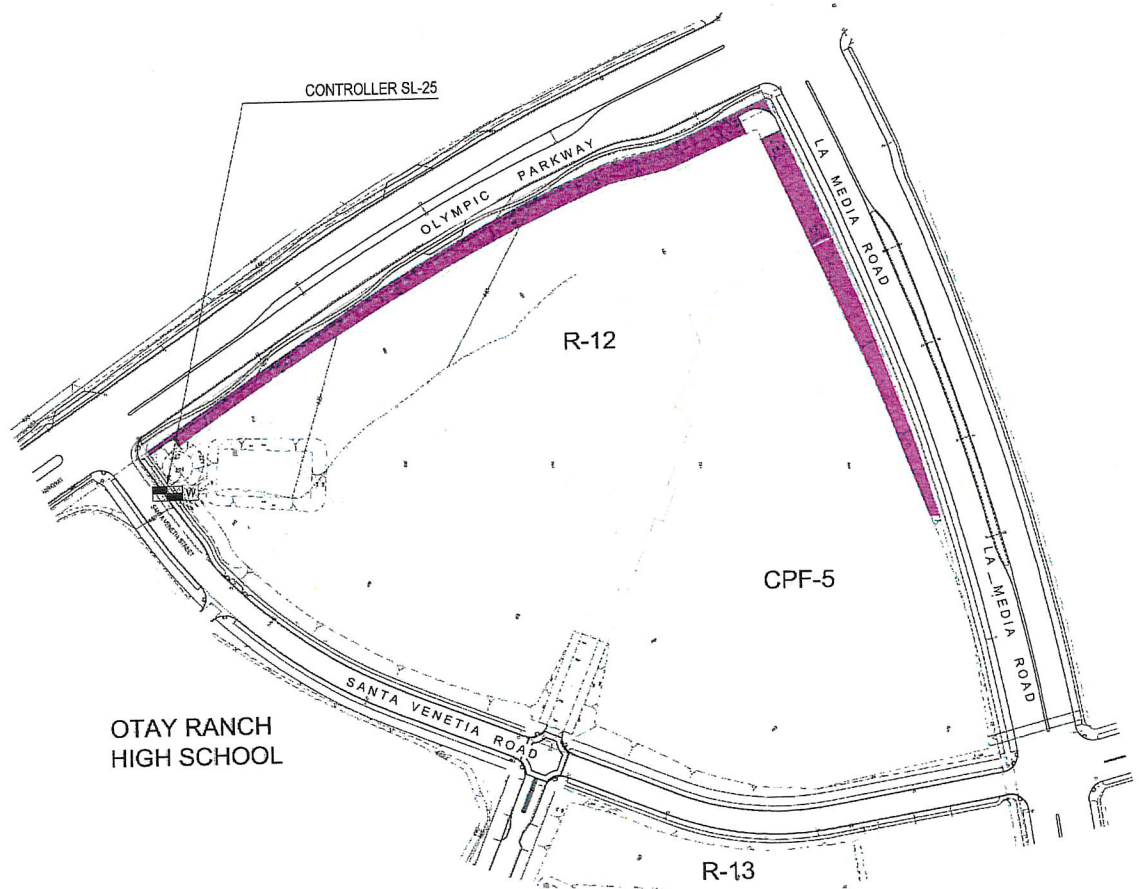 CONTROLLER SL-25
OLYMPIC PARKWAY
LA MEDIA ROAD
R-12
W
CPF-5
LA MEDIA ROAD
SANTA VENETIA ROAD
OTAY RANCH
HIGH SCHOOL
R-13